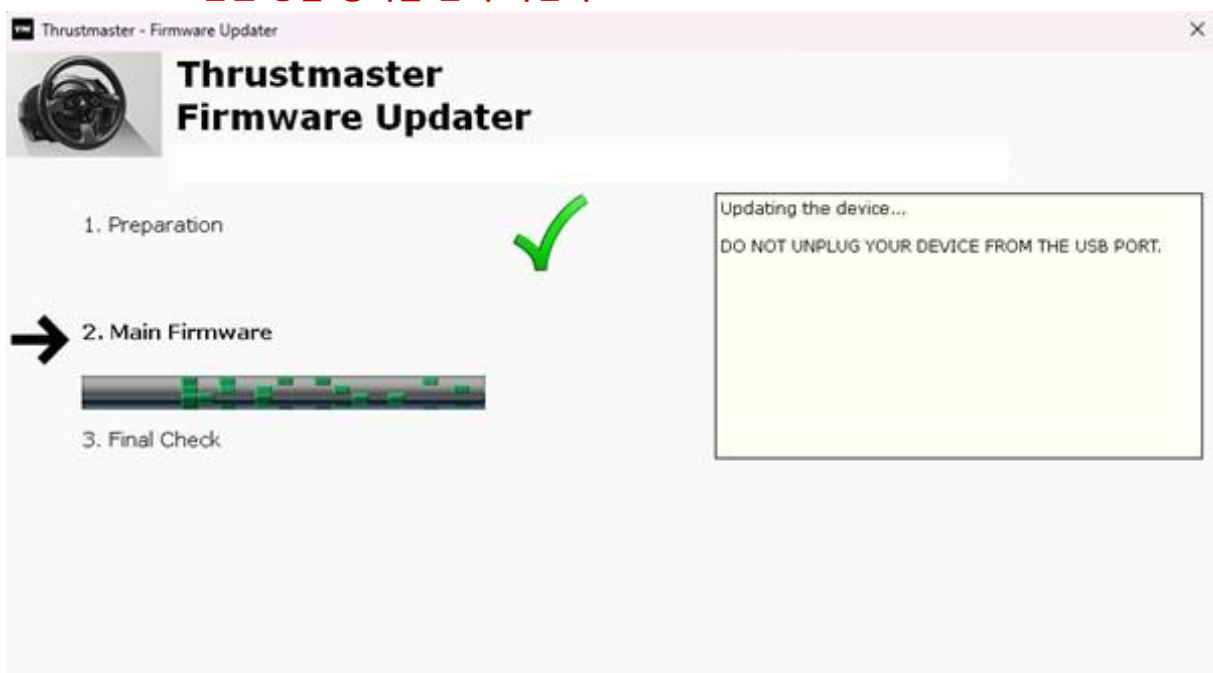 Thrustmaster - Firmware Updater
Thrustmaster
Firmware Updater
1. Preparation
Updating the device...
DO NOT UNPLUG YOUR DEVICE FROM THE USB PORT.
2. Main Firmware
3. Final Check